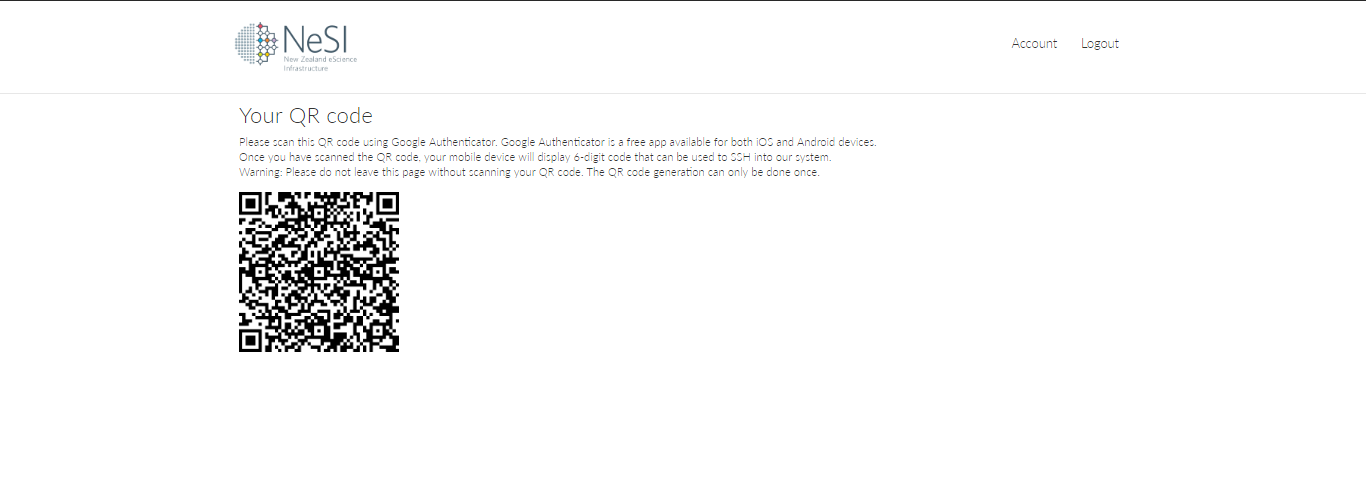 NeSI
New Zealand eScience
Infrastructure
Account Logout
Your QR code
Please scan this QR code using Google Authenticator. Google Authenticator is a free app available for both iOS and Android devices.
Once you have scanned the QR code, your mobile device will display 6-digit code that can be used to SSH into our system.
Warning: Please do not leave this page without scanning your QR code. The QR code generation can only be done once.